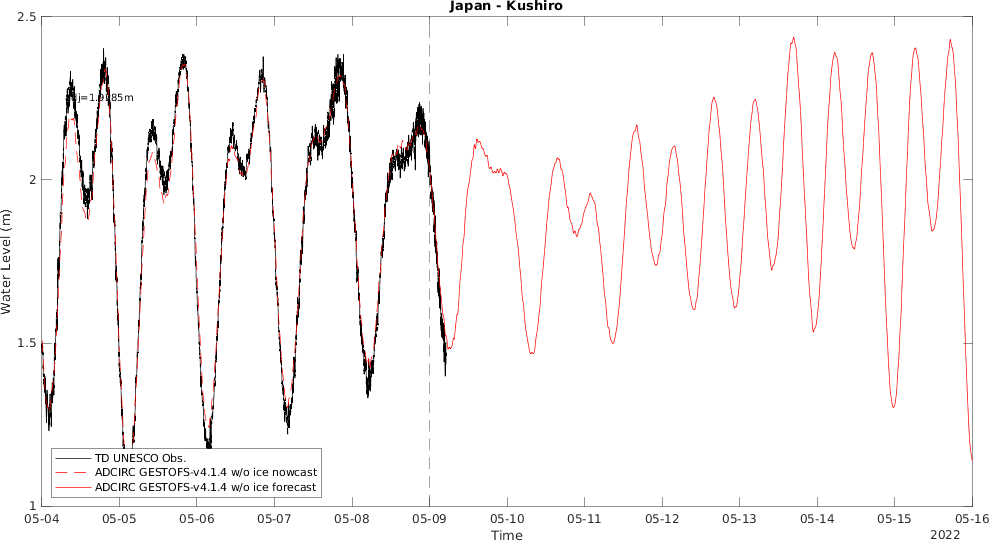 Japan - Kushiro
2.5
2
1.5
1
Water Level (m)
TD UNESCO Obs.
ADCIRC GESTOFS-v4.1.4 w/o ice nowcast
ADCIRC GESTOFS-v4.1.4 w/o ice forecast
05-04 05-05 05-06 05-07 05-08 05-09 05-10 05-11 05-12 05-13 05-14 05-15 05-16
Time
2022